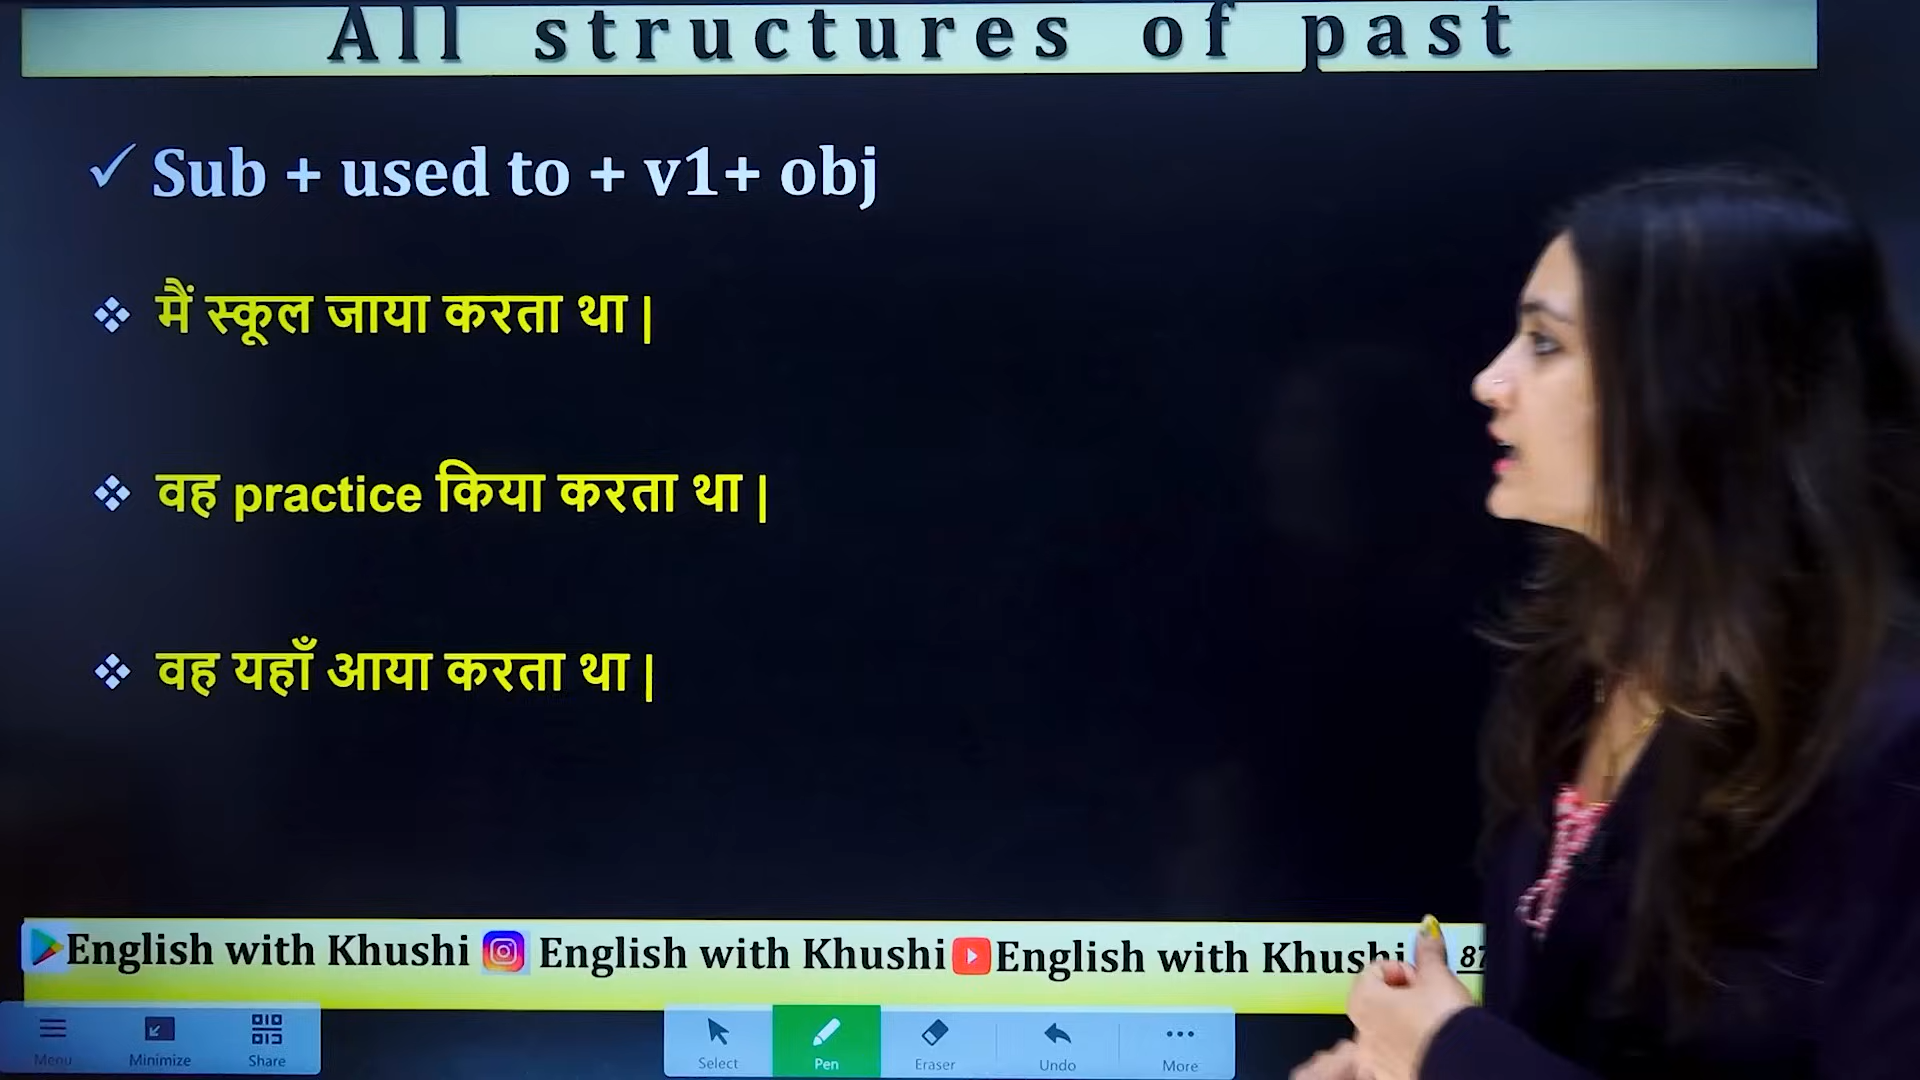 All structures of past
✓ Sub + used to + v1+ obj
❖ मैं स्कूल जाया करता था|
❖ वह practice किया करता था|
❖ वह यहाँ आया करता था|
English with Khushi English with Khushi English with Khushi 87
Menu Minimize Share Select Pen Eraser Undo More